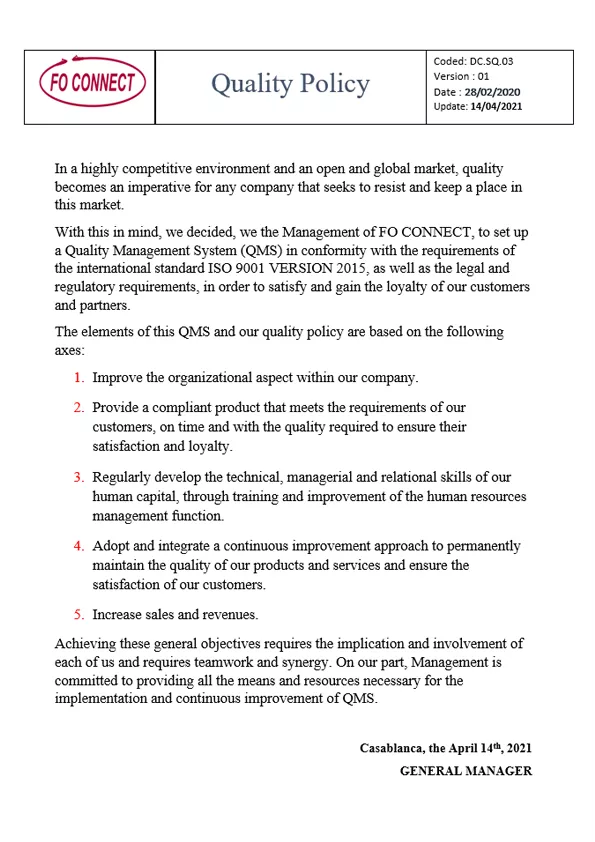 FO CONNECT
Quality Policy
Coded: DC.SQ.03
Version : 01
Date : 28/02/2020
Update: 14/04/2021
In a highly competitive environment and an open and global market, quality
becomes an imperative for any company that seeks to resist and keep a place in
this market.
With this in mind, we decided, we the Management of FO CONNECT, to set up
a Quality Management System (QMS) in conformity with the requirements of
the international standard ISO 9001 VERSION 2015, as well as the legal and
regulatory requirements, in order to satisfy and gain the loyalty of our customers
and partners.
The elements of this QMS and our quality policy are based on the following
axes:
1. Improve the organizational aspect within our company.
2. Provide a compliant product that meets the requirements of our
customers, on time and with the quality required to ensure their
satisfaction and loyalty.
3. Regularly develop the technical, managerial and relational skills of our
human capital, through training and improvement of the human resources
management function.
4. Adopt and integrate a continuous improvement approach to permanently
maintain the quality of our products and services and ensure the
satisfaction of our customers.
5. Increase sales and revenues.
Achieving these general objectives requires the implication and involvement of
each of us and requires teamwork and synergy. On our part, Management is
committed to providing all the means and resources necessary for the
implementation and continuous improvement of QMS.
Casablanca, the April 14th, 2021
GENERAL MANAGER